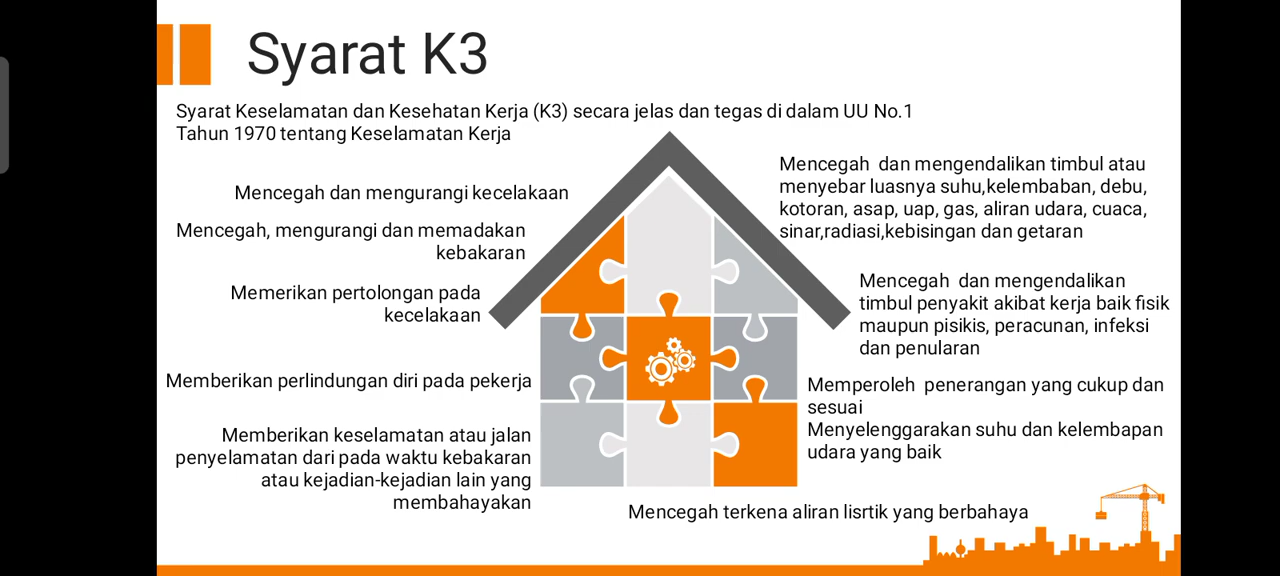 Syarat K3
Syarat Keselamatan dan Kesehatan Kerja (K3) secara jelas dan tegas di dalam UU No.1
Tahun 1970 tentang Keselamatan Kerja
Mencegah dan mengurangi kecelakaan
Mencegah, mengurangi dan memadakan
kebakaran
Memerikan pertolongan pada
kecelakaan
Memberikan perlindungan diri pada pekerja
Memberikan keselamatan atau jalan
penyelamatan dari pada waktu kebakaran
atau kejadian-kejadian lain yang
membahayakan
Mencegah dan mengendalikan timbul atau
menyebar luasnya suhu,kelembaban, debu,
kotoran, asap, uap, gas, aliran udara, cuaca,
sinar,radiasi,kebisingan dan getaran
Mencegah dan mengendalikan
timbul penyakit akibat kerja baik fisik
maupun pisikis, peracunan, infeksi
dan penularan
Memperoleh penerangan yang cukup dan
sesuai
Menyelenggarakan suhu dan kelembapan
udara yang baik
Mencegah terkena aliran lisrtik yang berbahaya